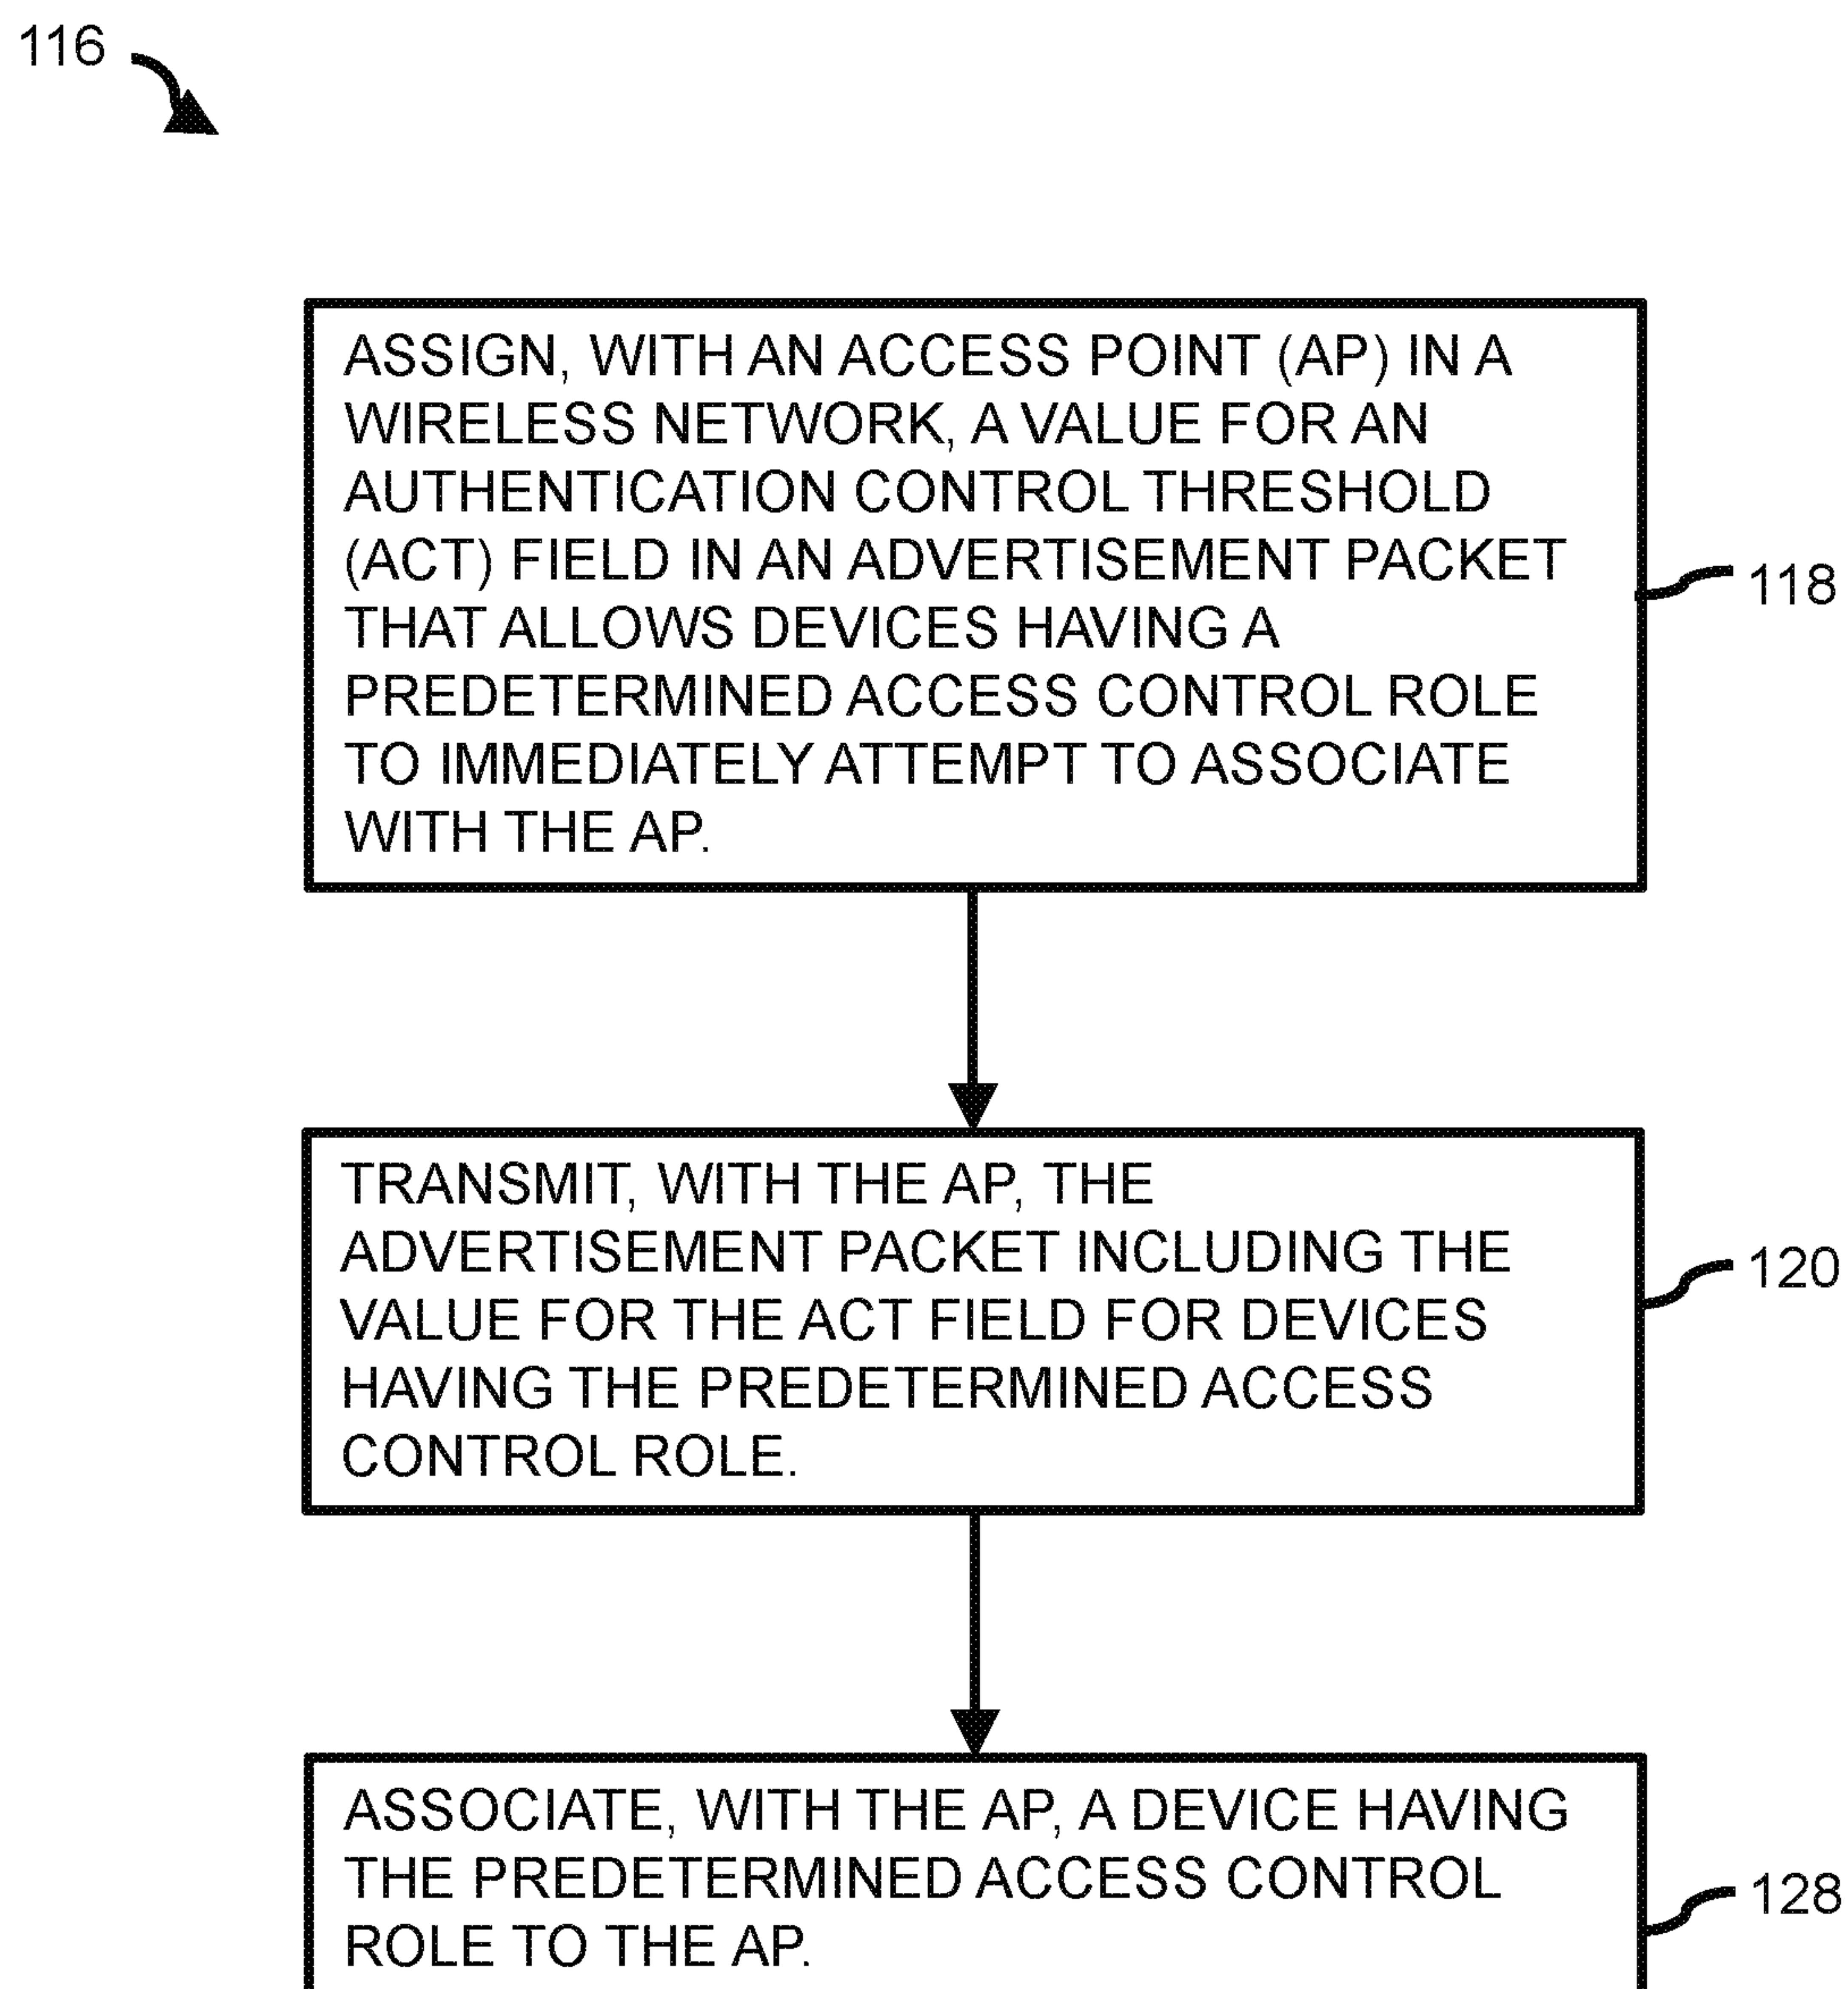 116
ASSIGN, WITH AN ACCESS POINT (AP) IN A
WIRELESS NETWORK, A VALUE FOR AN
AUTHENTICATION CONTROL THRESHOLD
(ACT) FIELD IN AN ADVERTISEMENT PACKET
THAT ALLOWS DEVICES HAVING A
PREDETERMINED ACCESS CONTROL ROLE
TO IMMEDIATELY ATTEMPT TO ASSOCIATE
WITH THE AP.
118
TRANSMIT, WITH THE AP, THE
ADVERTISEMENT PACKET INCLUDING THE
VALUE FOR THE ACT FIELD FOR DEVICES
HAVING THE PREDETERMINED ACCESS
CONTROL ROLE.
120
ASSOCIATE, WITH THE AP, A DEVICE HAVING
THE PREDETERMINED ACCESS CONTROL
ROLE TO THE AP.
128